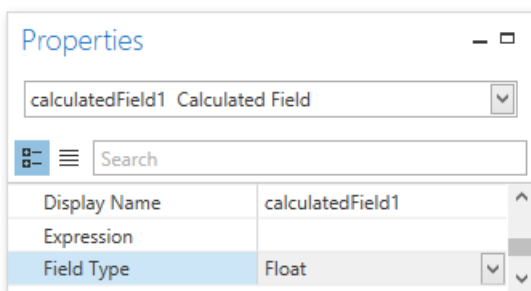 Properties
calculatedField1 Calculated Field
Search
Display Name calculatedField1
Expression
Field Type Float